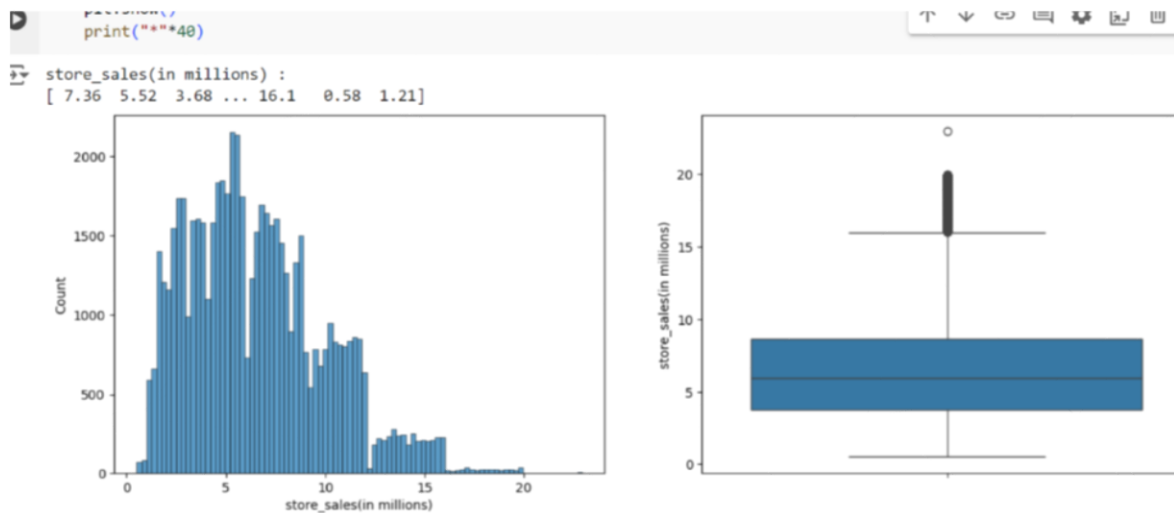 print("*"*40)
store_sales(in millions) :
[ 7.36 5.52 3.68 ... 16.1 0.58 1.21]
2000
1500
1000
500
0
Count
0 5 10 15 20
store_sales(in millions)
20
15
10
5
0
store_sales(in millions)